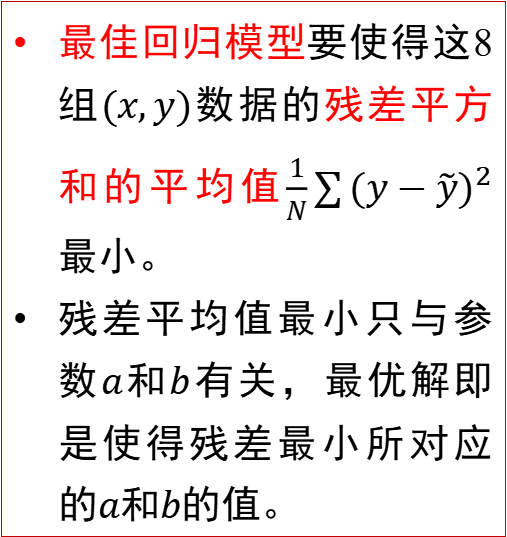 • 最佳回归模型要使得这8
组(x, y)数据的残差平方
和的平均值\frac{1}{N}∑(y − ỹ)²
最小。
• 残差平均值最小只与参
数a和b有关，最优解即
是使得残差最小所对应
的a和b的值。